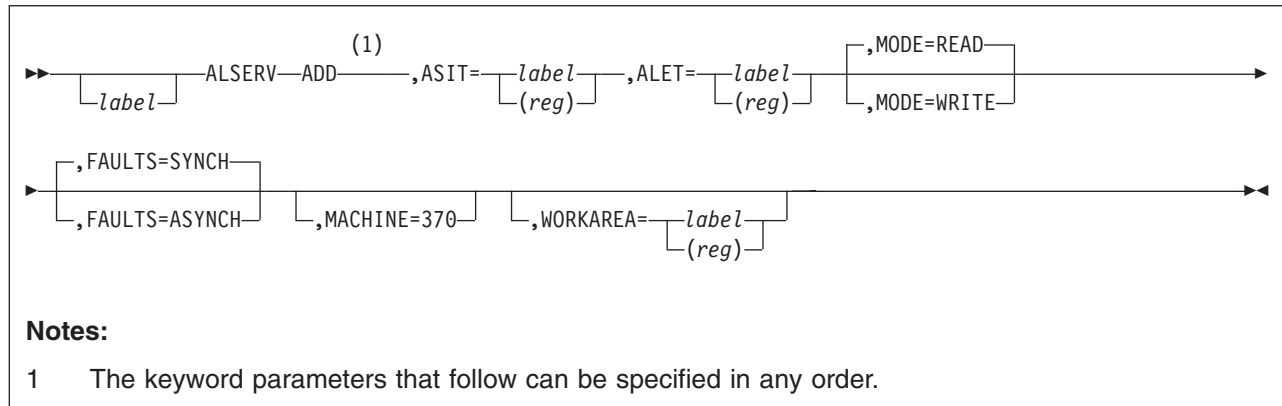 (1) ,MODE=READ
label ALSERV ADD ,ASIT= label ,ALET= label
(reg) (reg) ,MODE=WRITE
,FAULTS=SYNCH
,FAULTS=ASYNCH ,MACHINE=370 ,WORKAREA= label
(reg)
Notes:
1 The keyword parameters that follow can be specified in any order.